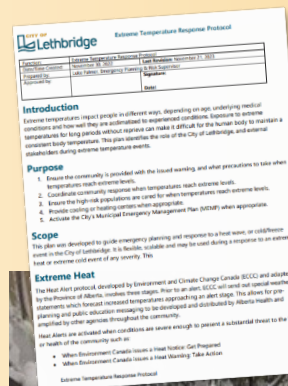 CITY OF
Lethbridge
Extreme Temperature Response Protocol
Function: Extreme Temperature Response Protocol
Date/Time Created: November 30, 2022 Last Revision: November 21, 2023
Prepared by: Luke Palmer, Emergency Planning & Risk Supervisor
Approved by: Signature:
Date:
Introduction
Extreme temperatures impact people in different ways, depending on age, underlying medical
conditions and how well they are acclimatised to experienced conditions. Exposure to extreme
temperatures for long periods without reprieve can make it difficult for the human body to maintain a
consistent body temperature. This plan identifies the role of the City of Lethbridge, and external
stakeholders during extreme temperature events.
Purpose
1. Ensure the community is provided with the issued warning, and what precautions to take when
temperatures reach extreme levels.
2. Coordinate community response when temperatures reach extreme levels.
3. Ensure the high-risk populations are cared for when temperatures reach extreme levels.
4. Provide cooling or heating centers when appropriate.
5. Activate the City's Municipal Emergency Management Plan (MEMP) when appropriate.
Scope
This plan was developed to guide emergency planning and response to a heat wave, or cold/freeze
event in the City of Lethbridge. It is flexible, scalable and may be used during a response to an extreme
heat or extreme cold event of any severity. This
Extreme Heat
The Heat Alert protocol, developed by Environment and Climate Change Canada (ECCC) and adapted
by the Province of Alberta, involves three stages. Prior to an alert, ECCC will send out special weather
statements which forecast increased temperatures approaching an alert stage. This allows for pre-
planning and public education messaging to be developed and distributed by Alberta Health and
amplified by other agencies throughout the community.
Heat Alerts are activated when conditions are severe enough to present a substantial threat to the
or health of the community such as:
• When Environment Canada issues a Heat Notice: Get Prepared
• When Environment Canada issues a Heat Warning: Take Action
Extreme Temperature Response Protocol